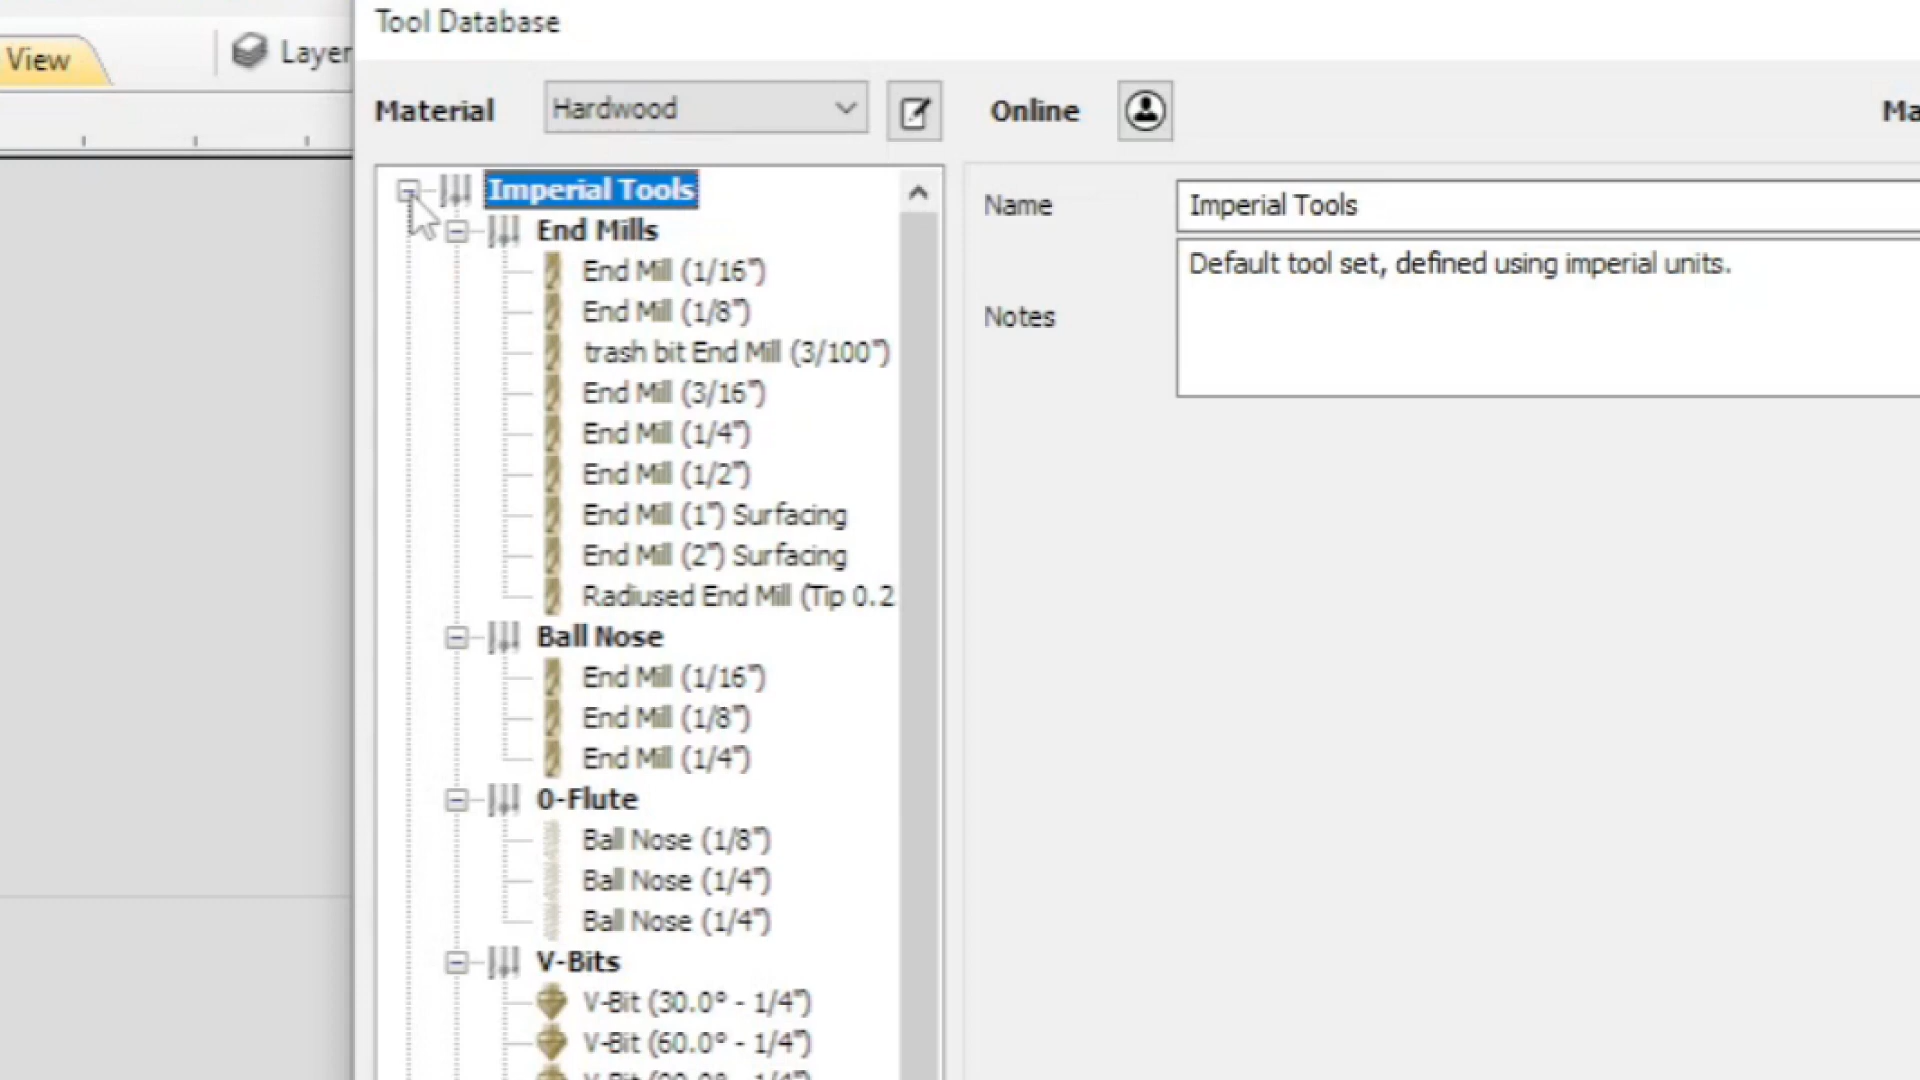 Tool Database
View
Layer
Material
Hardwood
Online
Ma
Imperial Tools
End Mills
End Mill (1/16")
End Mill (1/8")
trash bit End Mill (3/100")
End Mill (3/16")
End Mill (1/4")
End Mill (1/2")
End Mill (1") Surfacing
End Mill (2") Surfacing
Radiused End Mill (Tip 0.2
Ball Nose
End Mill (1/16")
End Mill (1/8")
End Mill (1/4")
O-Flute
Ball Nose (1/8")
Ball Nose (1/4")
Ball Nose (1/4")
V-Bits
V-Bit (30.0° - 1/4")
V-Bit (60.0° - 1/4")
Name
Imperial Tools
Notes
Default tool set, defined using imperial units.